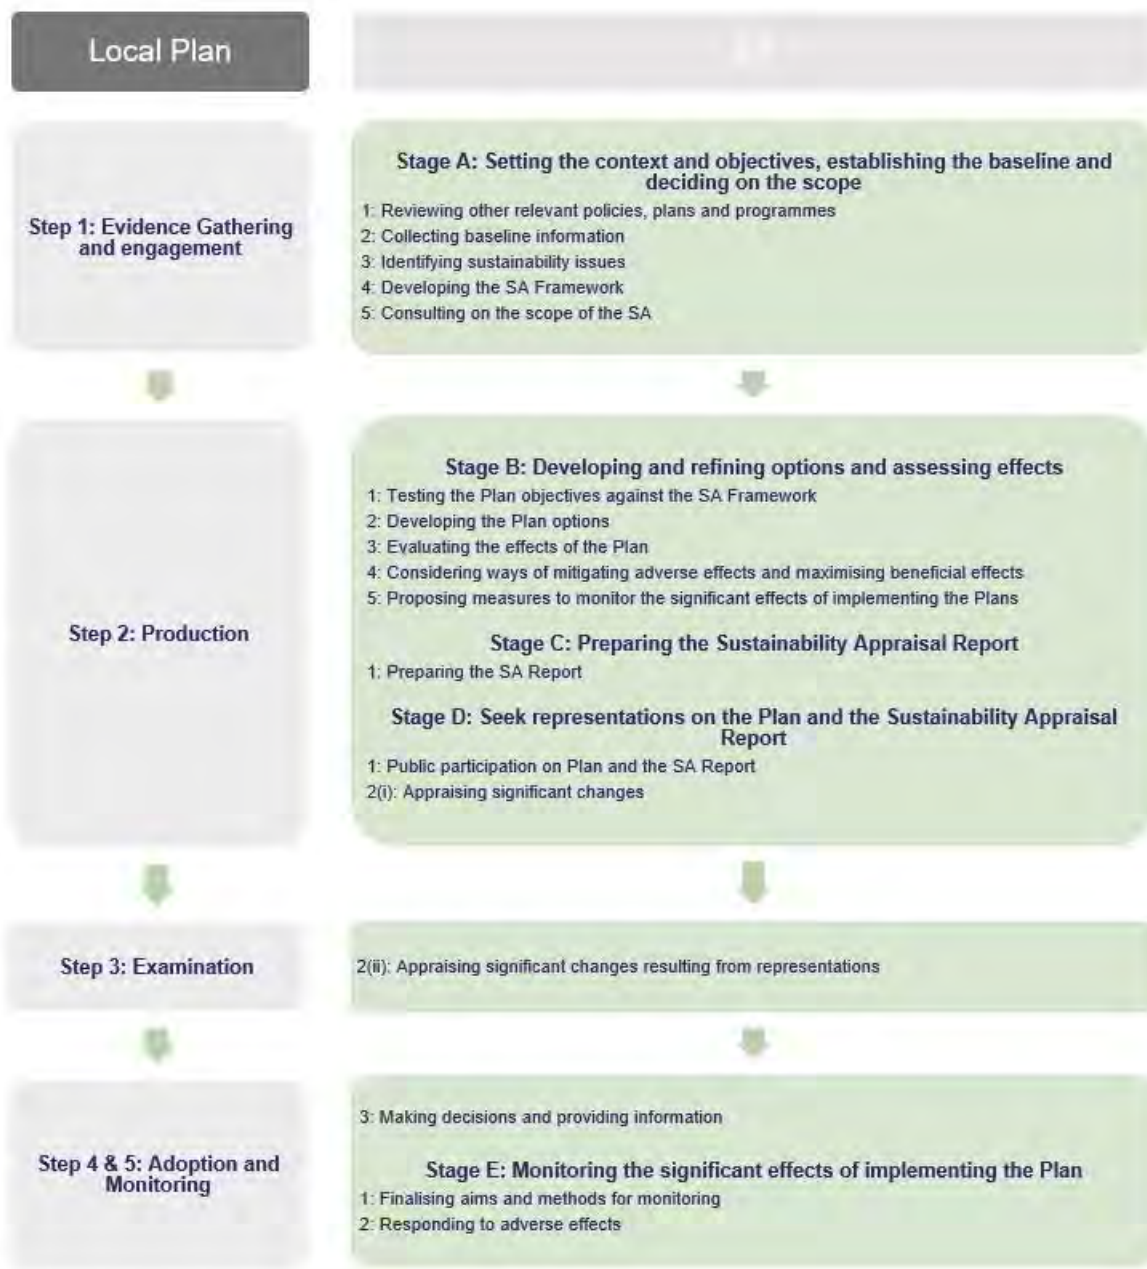 Local Plan
Step 1: Evidence Gathering
and engagement
Stage A: Setting the context and objectives, establishing the baseline and
deciding on the scope
1: Reviewing other relevant policies, plans and programmes
2: Collecting baseline information
3: Identifying sustainability issues
4: Developing the SA Framework
5: Consulting on the scope of the SA
Step 2: Production
Stage B: Developing and refining options and assessing effects
1: Testing the Plan objectives against the SA Framework
2: Developing the Plan options
3: Evaluating the effects of the Plan
4: Considering ways of mitigating adverse effects and maximising beneficial effects
5: Proposing measures to monitor the significant effects of implementing the Plans
Stage C: Preparing the Sustainability Appraisal Report
1: Preparing the SA Report
Stage D: Seek representations on the Plan and the Sustainability Appraisal
Report
1: Public participation on Plan and the SA Report
2(i): Appraising significant changes
Step 3: Examination
2(ii): Appraising significant changes resulting from representations
Step 4 & 5: Adoption and
Monitoring
3: Making decisions and providing information
Stage E: Monitoring the significant effects of implementing the Plan
1: Finalising aims and methods for monitoring
2: Responding to adverse effects